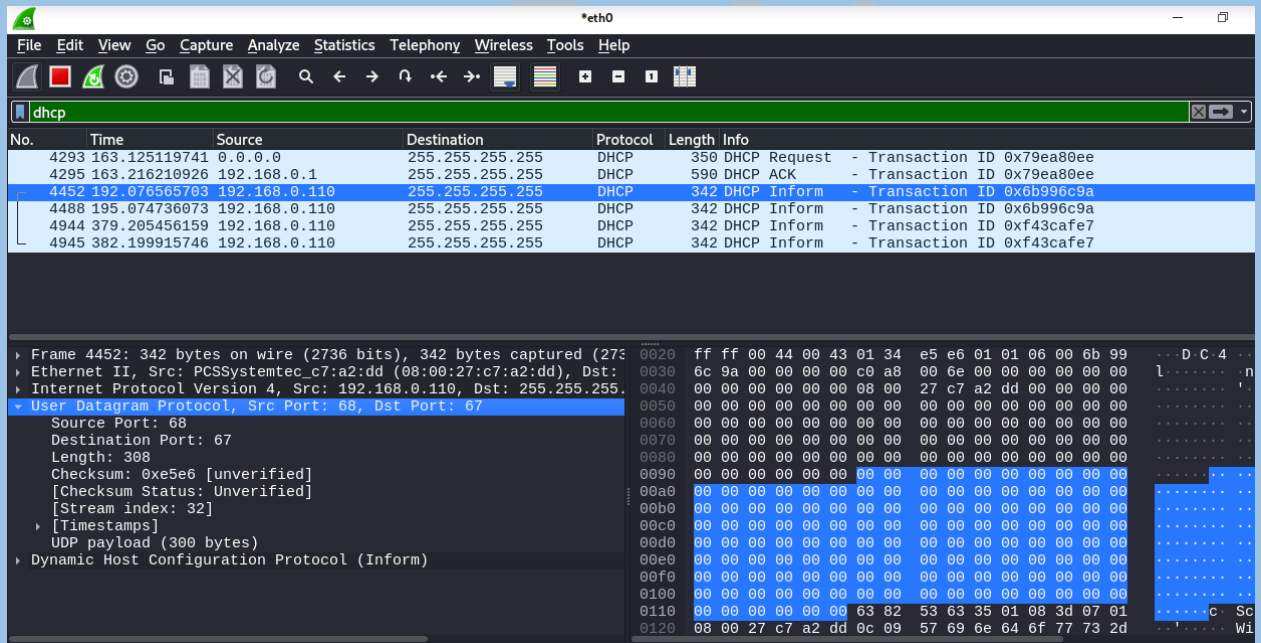 *eth0
File Edit View Go Capture Analyze Statistics Telephony Wireless Tools Help
dhcp
No. Time Source Destination Protocol Length Info
4293 163.125119741 0.0.0.0 255.255.255.255 DHCP 350 DHCP Request - Transaction ID 0x79ea80ee
4295 163.216210926 192.168.0.1 255.255.255.255 DHCP 590 DHCP ACK - Transaction ID 0x79ea80ee
4452 192.076565703 192.168.0.110 255.255.255.255 DHCP 342 DHCP Inform - Transaction ID 0x6b996c9a
4488 195.074736073 192.168.0.110 255.255.255.255 DHCP 342 DHCP Inform - Transaction ID 0x6b996c9a
4944 379.205456159 192.168.0.110 255.255.255.255 DHCP 342 DHCP Inform - Transaction ID 0xf43cafe7
4945 382.199915746 192.168.0.110 255.255.255.255 DHCP 342 DHCP Inform - Transaction ID 0xf43cafe7
Frame 4452: 342 bytes on wire (2736 bits), 342 bytes captured (273
Ethernet II, Src: PCSSystemtec_c7:a2:dd (08:00:27:c7:a2:dd), Dst:
Internet Protocol Version 4, Src: 192.168.0.110, Dst: 255.255.255.
User Datagram Protocol, Src Port: 68, Dst Port: 67
Source Port: 68
Destination Port: 67
Length: 308
Checksum: 0xe5e6 [unverified]
[Checksum Status: Unverified]
[Stream index: 32]
[Timestamps]
UDP payload (300 bytes)
Dynamic Host Configuration Protocol (Inform)
0020 ff ff 00 44 00 43 01 34 e5 e6 01 01 06 00 6b 99 ···D·C·4 ··
0030 6c 9a 00 00 00 00 c0 a8 00 6e 00 00 00 00 00 00 l······· ·n
0040 00 00 00 00 00 00 08 00 27 c7 a2 dd 00 00 00 00 ········ '·
0050 00 00 00 00 00 00 00 00 00 00 00 00 00 00 00 00 ········ ··
0060 00 00 00 00 00 00 00 00 00 00 00 00 00 00 00 00 ········ ··
0070 00 00 00 00 00 00 00 00 00 00 00 00 00 00 00 00 ········ ··
0080 00 00 00 00 00 00 00 00 00 00 00 00 00 00 00 00 ········ ··
0090 00 00 00 00 00 00 00 00 00 00 00 00 00 00 00 00 ········ ··
00a0 00 00 00 00 00 00 00 00 00 00 00 00 00 00 00 00 ········ ··
00b0 00 00 00 00 00 00 00 00 00 00 00 00 00 00 00 00 ········ ··
00c0 00 00 00 00 00 00 00 00 00 00 00 00 00 00 00 00 ········ ··
00d0 00 00 00 00 00 00 00 00 00 00 00 00 00 00 00 00 ········ ··
00e0 00 00 00 00 00 00 00 00 00 00 00 00 00 00 00 00 ········ ··
00f0 00 00 00 00 00 00 00 00 00 00 00 00 00 00 00 00 ········ ··
0100 00 00 00 00 00 00 00 00 00 00 00 00 00 00 00 00 ········ ··
0110 00 00 00 00 00 00 63 82 53 63 35 01 08 3d 07 01 ······c· Sc
0120 08 00 27 c7 a2 dd 0c 09 57 69 6e 64 6f 77 73 2d ··'····· Wi